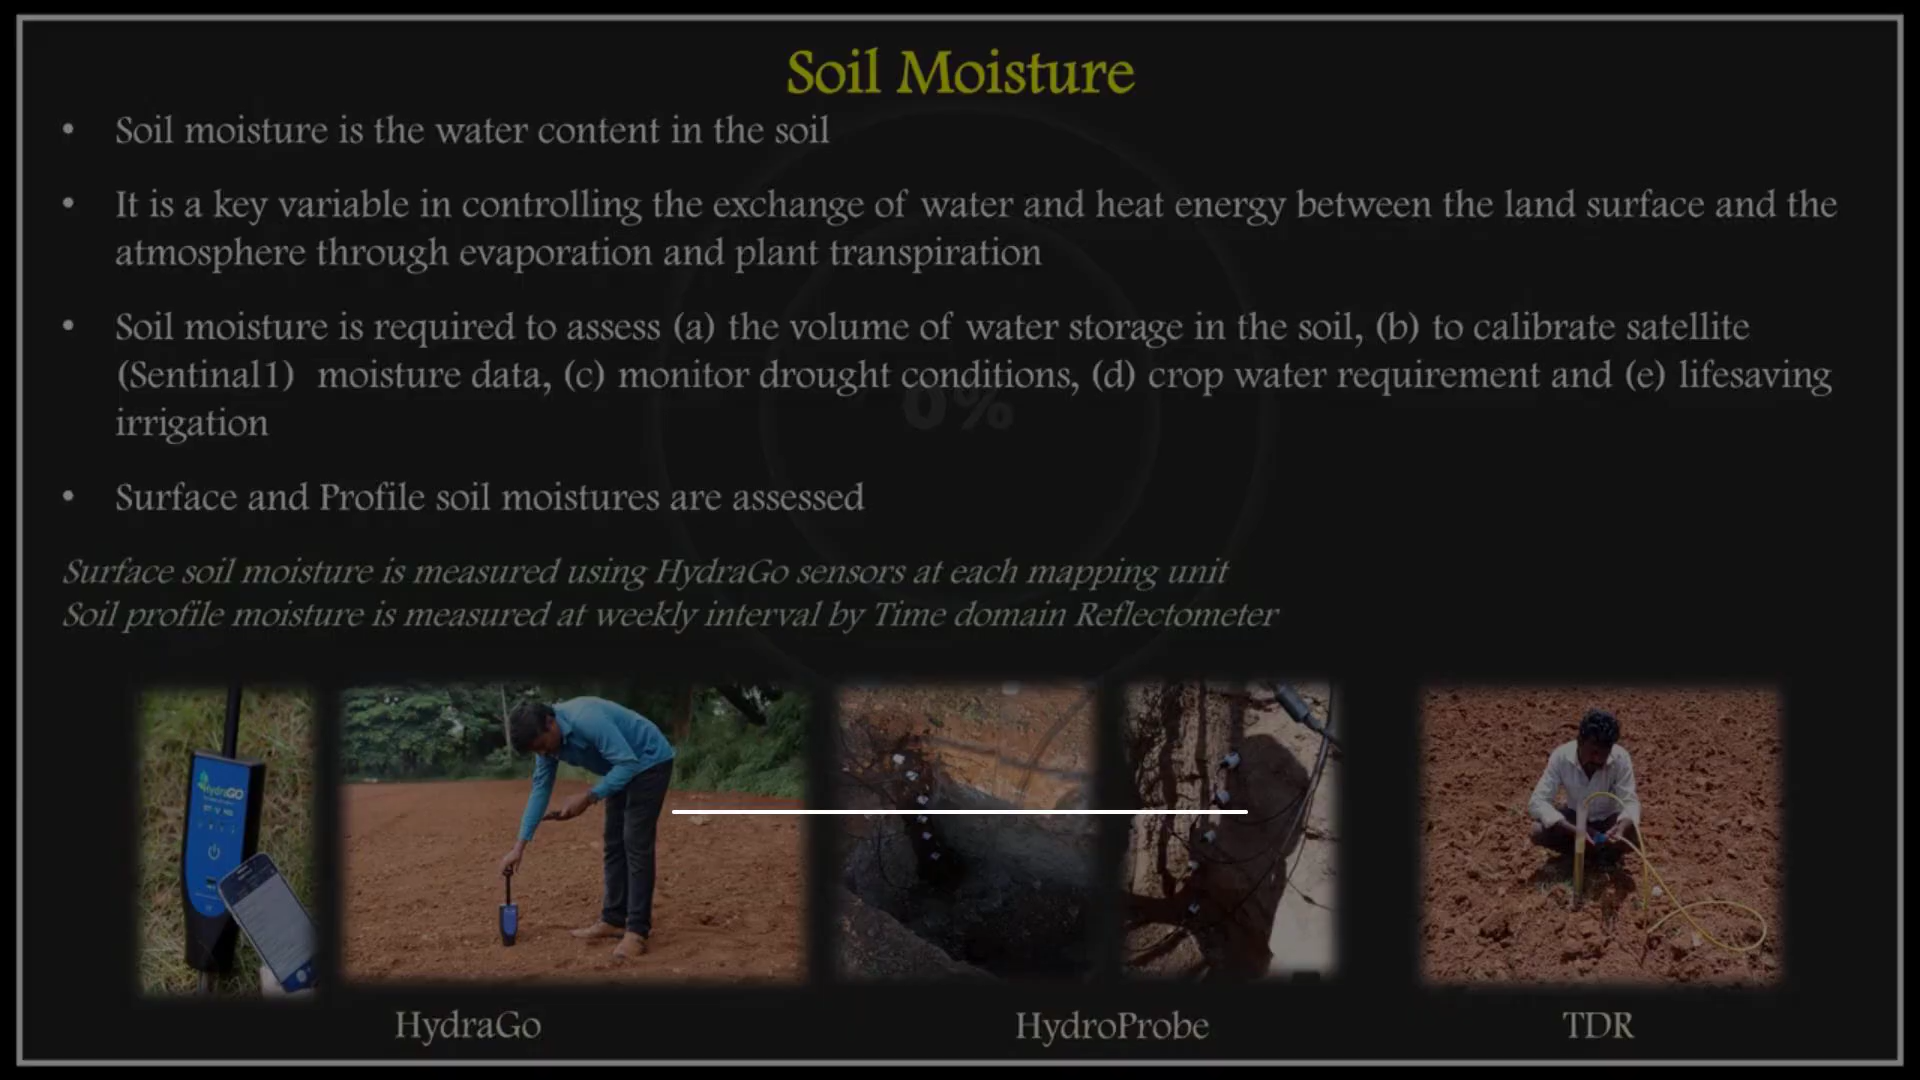 Soil Moisture
• Soil moisture is the water content in the soil
• It is a key variable in controlling the exchange of water and heat energy between the land surface and the
atmosphere through evaporation and plant transpiration
• Soil moisture is required to assess (a) the volume of water storage in the soil, (b) to calibrate satellite
(Sentinal1) moisture data, (c) monitor drought conditions, (d) crop water requirement and (e) lifesaving
irrigation
0%
• Surface and Profile soil moistures are assessed
Surface soil moisture is measured using HydraGo sensors at each mapping unit
Soil profile moisture is measured at weekly interval by Time domain Reflectometer
HydraGO
HydraGo
HydroProbe
TDR